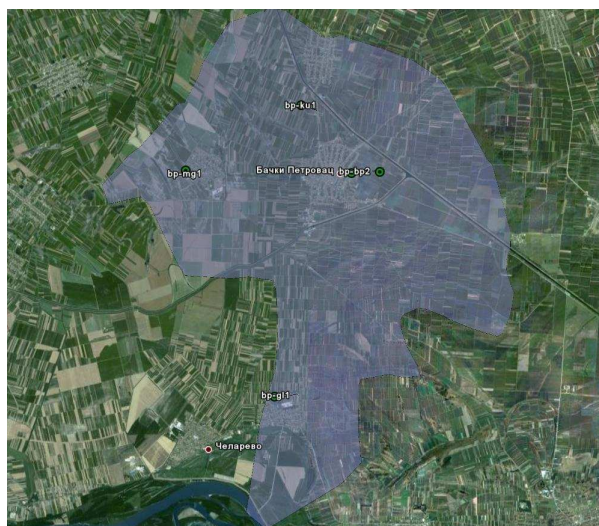 bp-ku1
bp-mg1
Бачки Петровац
bp-bp2
bp-gl1
Челарево